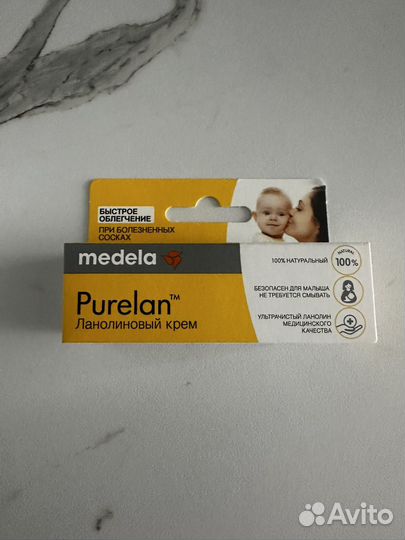 БЫСТРОЕ
ОБЛЕГЧЕНИЕ
ПРИ БОЛЕЗНЕННЫХ
СОСКАХ
medela
Purelan™
Ланолиновый крем
100% НАТУРАЛЬНЫЙ
NATURAL
100%
БЕЗОПАСЕН ДЛЯ МАЛЫША
НЕ ТРЕБУЕТСЯ СМЫВАТЬ
УЛЬТРАЧИСТЫЙ ЛАНОЛИН
МЕДИЦИНСКОГО
КАЧЕСТВА
Avito